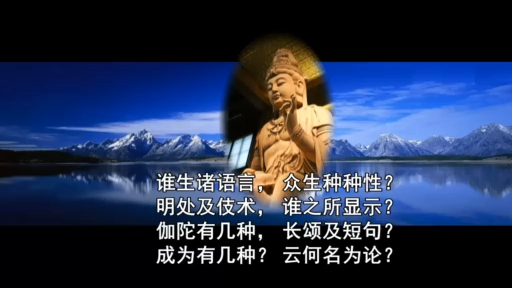 谁生诸语言， 众生种种性？
明处及伎术， 谁之所显示？
伽陀有几种， 长颂及短句？
成为有几种？ 云何名为论？